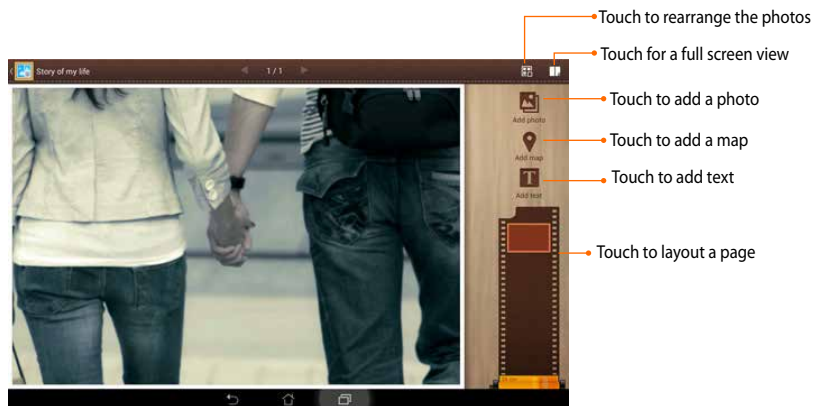 Touch to rearrange the photos
Touch for a full screen view
Story of my life
1/1
Touch to add a photo
Add photo
Touch to add a map
Add map
Touch to add text
T
Add text
Touch to layout a page